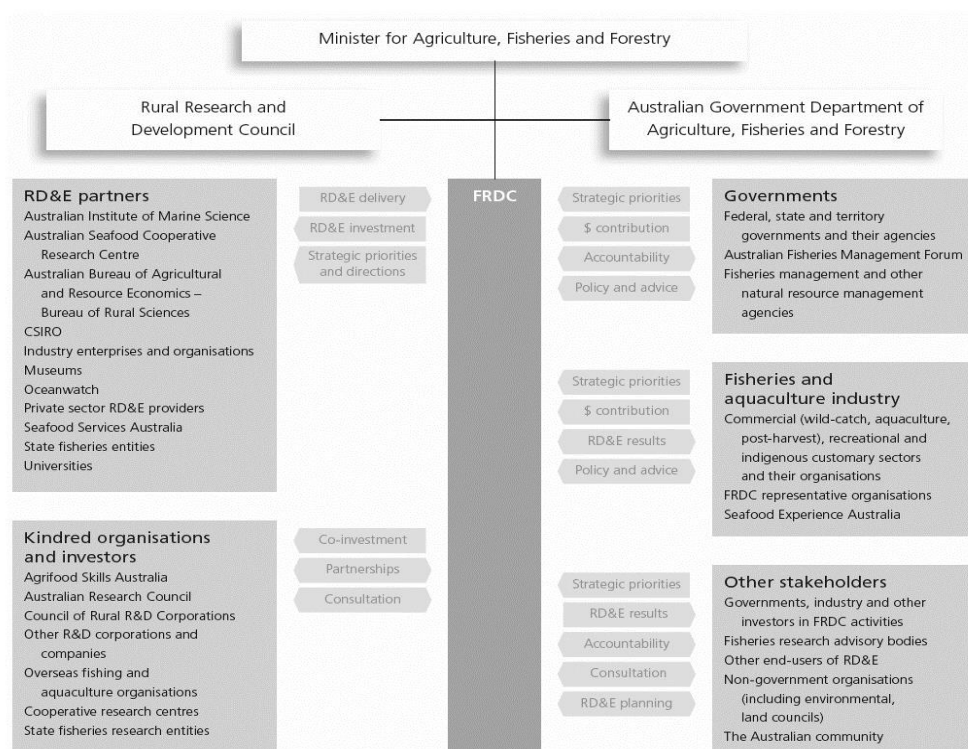 Minister for Agriculture, Fisheries and Forestry
Rural Research and
Development Council
Australian Government Department of
Agriculture, Fisheries and Forestry
RD&E partners
Australian Institute of Marine Science
Australian Seafood Cooperative
Research Centre
Australian Bureau of Agricultural
and Resource Economics –
Bureau of Rural Sciences
CSIRO
Industry enterprises and organisations
Museums
Oceanwatch
Private sector RD&E providers
Seafood Services Australia
State fisheries entities
Universities
RD&E delivery
RD&E investment
Strategic priorities
and directions
Kindred organisations
and investors
Agrifood Skills Australia
Australian Research Council
Council of Rural R&D Corporations
Other R&D corporations and
companies
Overseas fishing and
aquaculture organisations
Cooperative research centres
State fisheries research entities
Co-investment
Partnerships
Consultation
FRDC
Strategic priorities
$ contribution
Accountability
Policy and advice
Governments
Federal, state and territory
governments and their agencies
Australian Fisheries Management Forum
Fisheries management and other
natural resource management
agencies
Strategic priorities
$ contribution
RD&E results
Policy and advice
Fisheries and
aquaculture industry
Commercial (wild-catch, aquaculture,
post-harvest), recreational and
indigenous customary sectors
and their organisations
FRDC representative organisations
Seafood Experience Australia
Strategic priorities
RD&E results
Accountability
Consultation
RD&E planning
Other stakeholders
Governments, industry and other
investors in FRDC activities
Fisheries research advisory bodies
Other end-users of RD&E
Non-government organisations
(including environmental,
land councils)
The Australian community